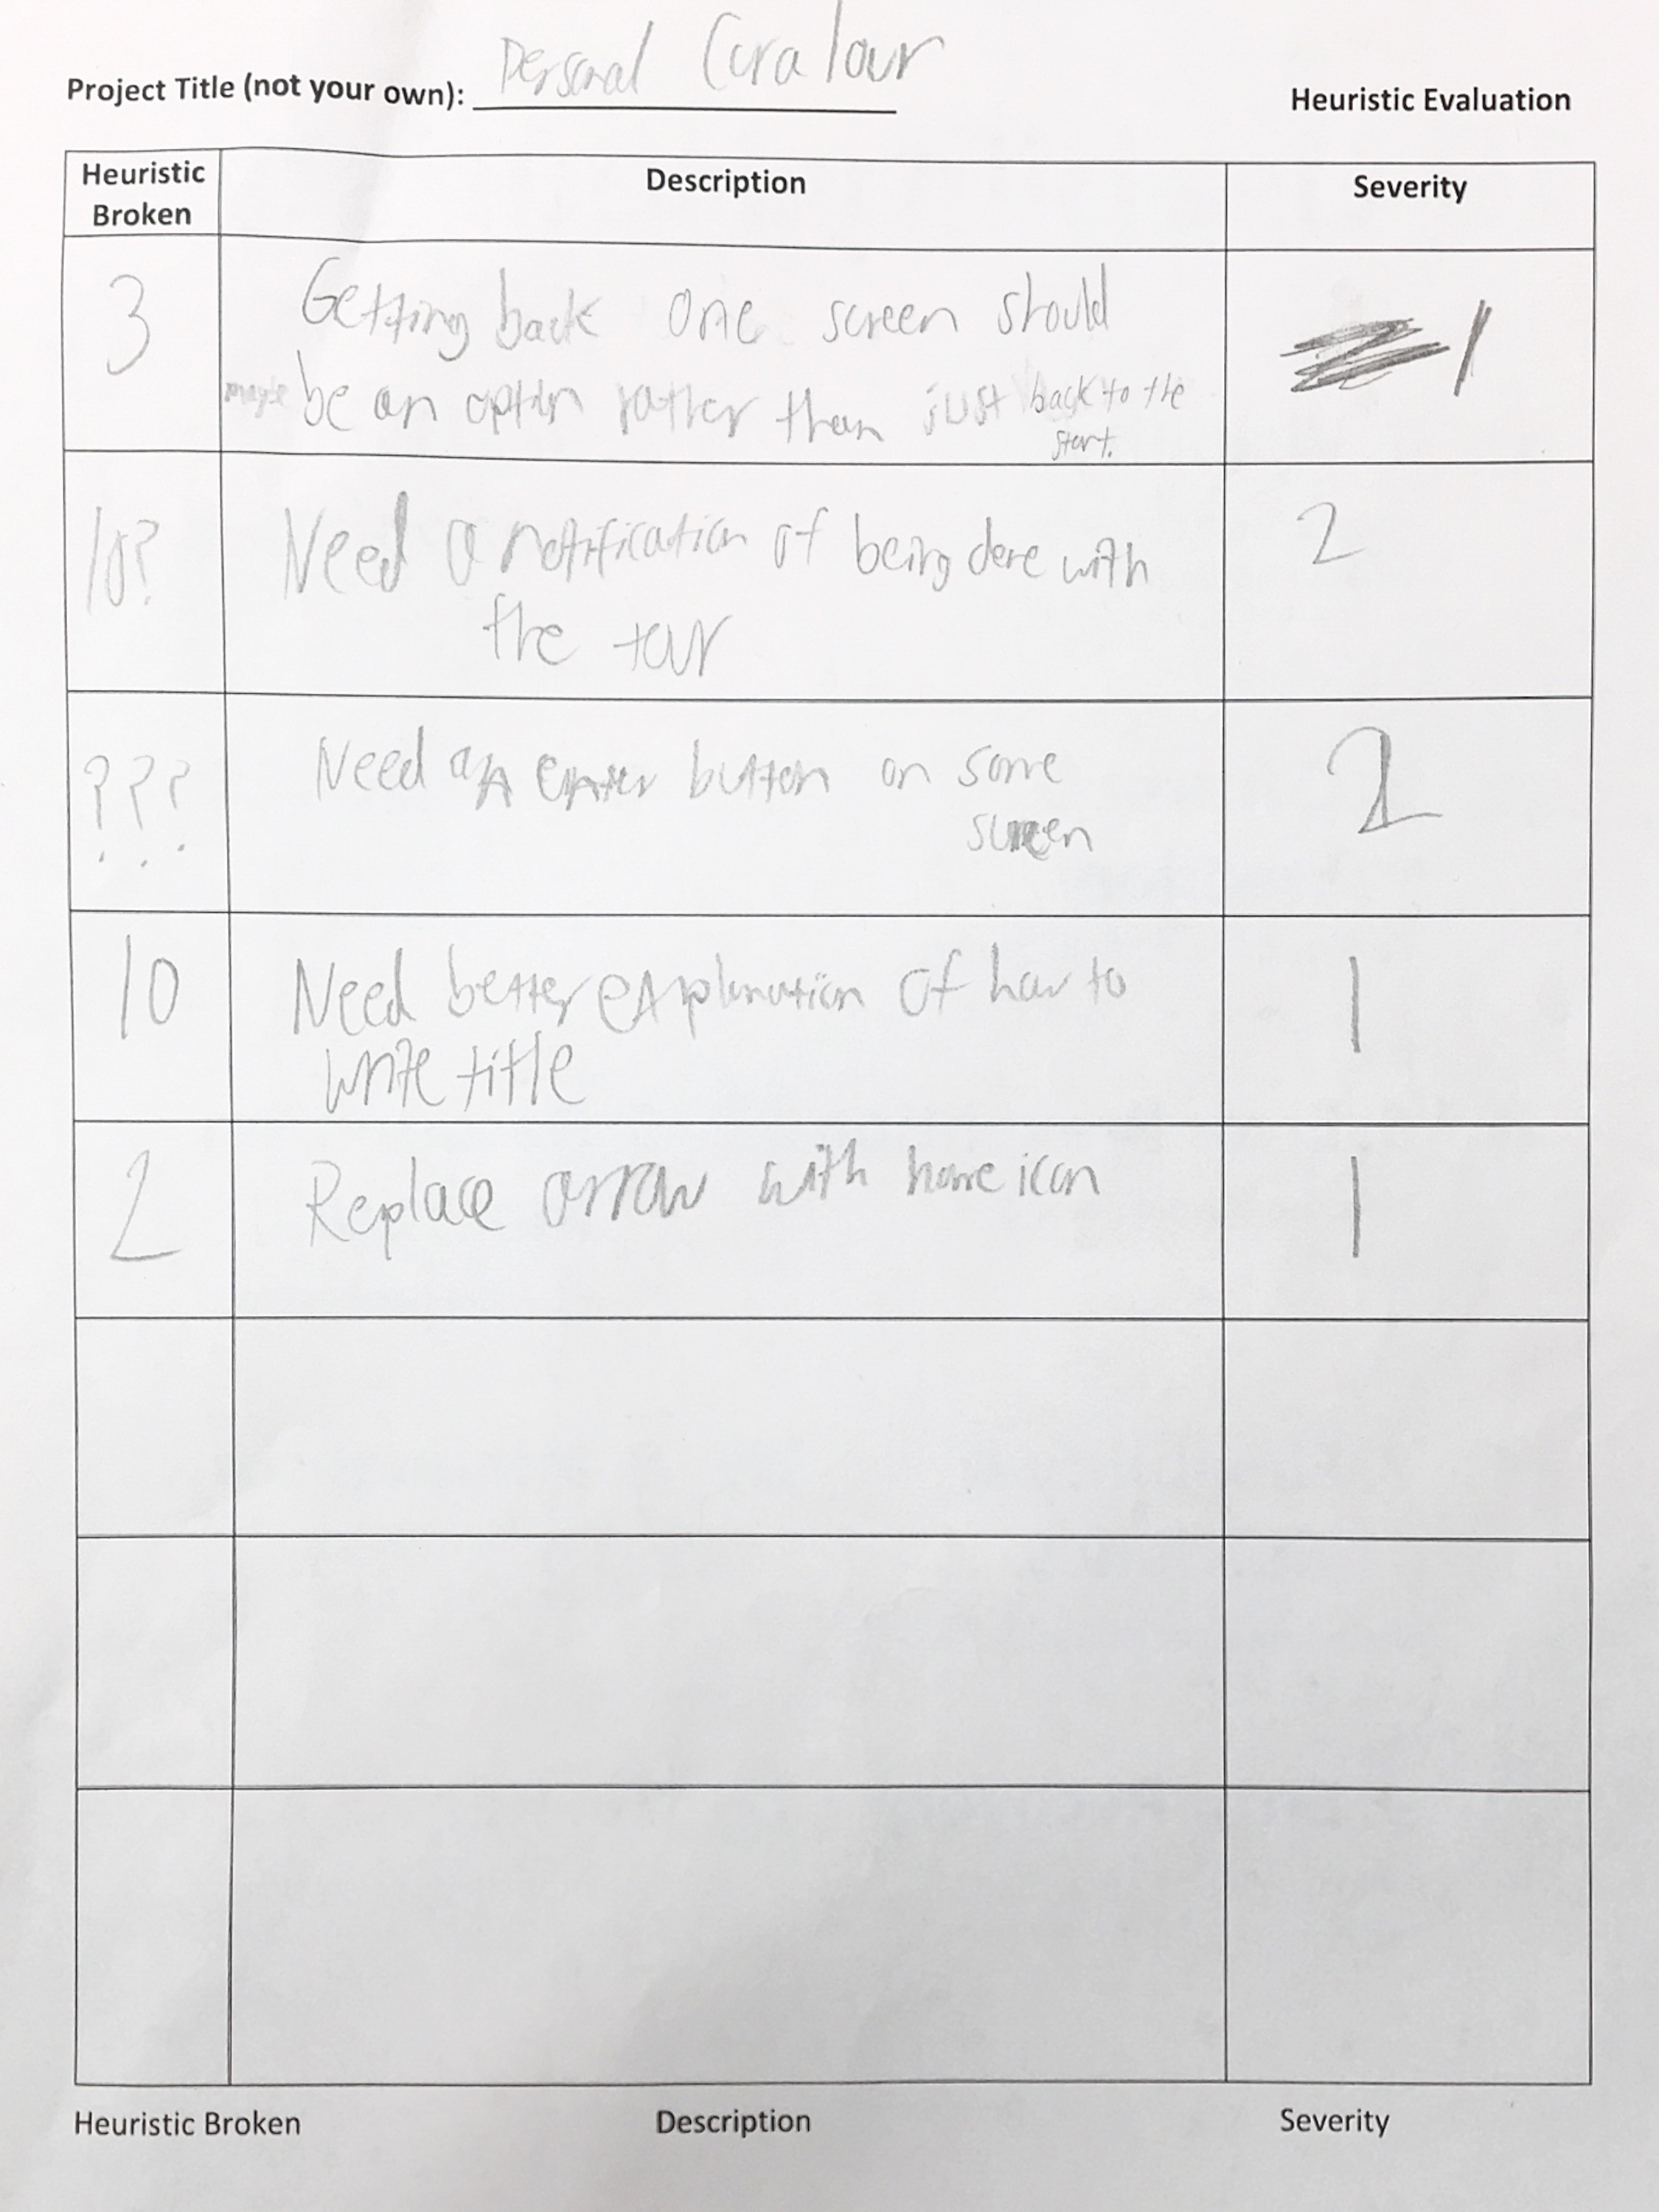 Project Title (not your own): Personal CuraTour
Heuristic Evaluation
Heuristic Broken
Description
Severity
3
Getting back one screen should
maybe be an option rather than just back to the
start.
1
10?
Need a notification of being done with
the tour
2
???
Need an enter button on some
screen
2
10
Need better explanation of how to
write title
1
2
Replace arrow with home icon
1
Heuristic Broken
Description
Severity